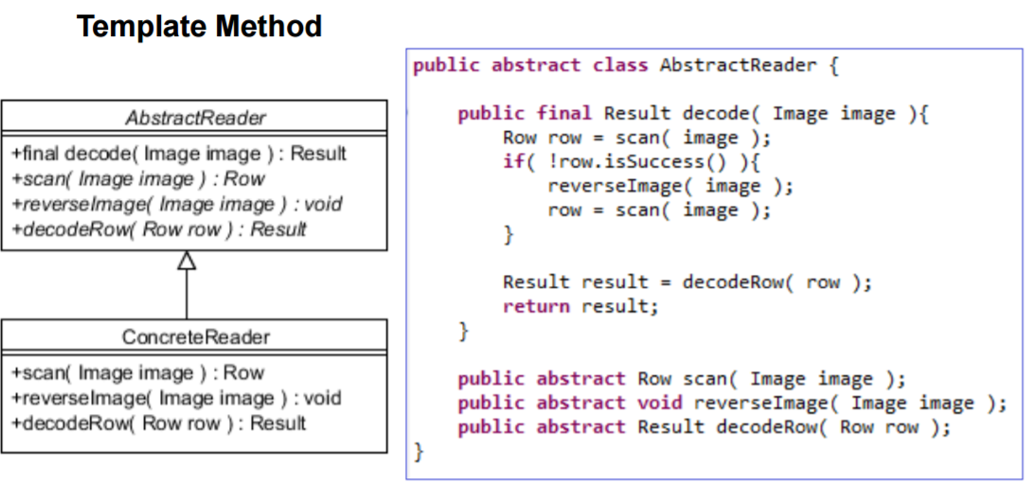 Template Method
AbstractReader
+final decode( Image image ) : Result
+scan( Image image ) : Row
+reverseImage( Image image ) : void
+decodeRow( Row row ) : Result
ConcreteReader
+scan( Image image ) : Row
+reverseImage( Image image ) : void
+decodeRow( Row row ) : Result
public abstract class AbstractReader {
public final Result decode( Image image ){
Row row = scan( image );
if( !row.isSuccess() ){
reverseImage( image );
row = scan( image );
}
Result result = decodeRow( row );
return result;
}
public abstract Row scan( Image image );
public abstract void reverseImage( Image image );
public abstract Result decodeRow( Row row );
}